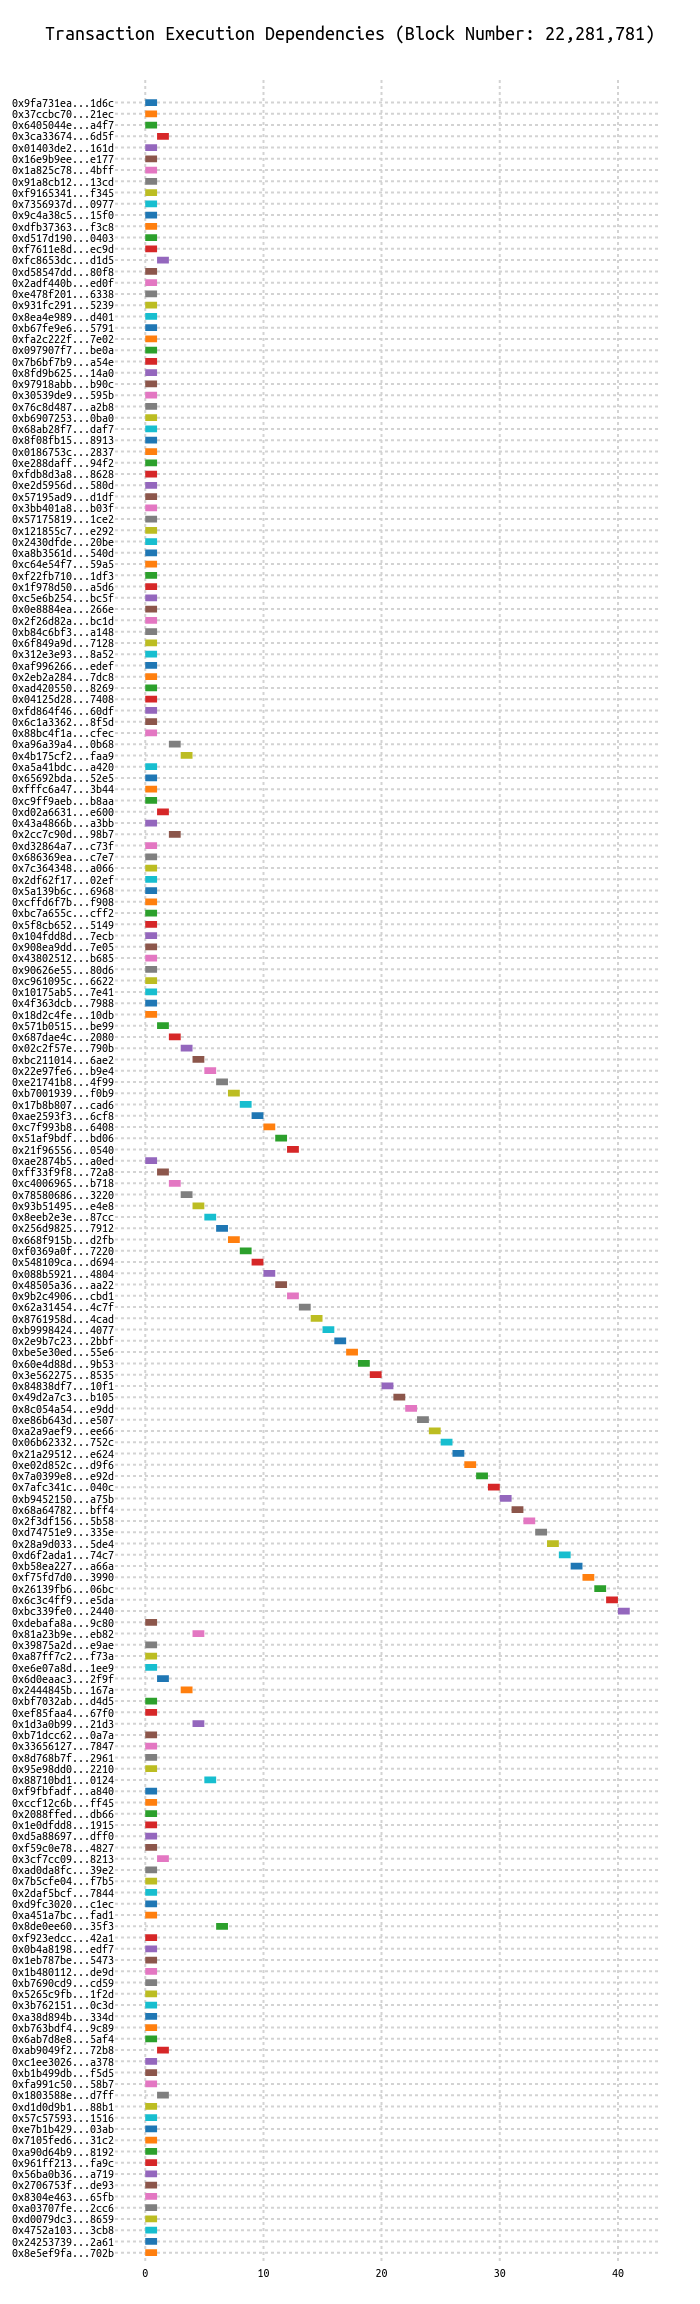 Transaction Execution Dependencies (Block Number: 22,281,781)
0x9fa731ea...1d6c
0x37ccbc70...21ec
0x6405044e...a4f7
0x3ca33674...6d5f
0x01403de2...161d
0x16e9b9ee...e177
0x1a825c78...4bff
0x91a8cb12...13cd
0xf9165341...f345
0x7356937d...0977
0x9c4a38c5...15f0
0xdfb37363...f3c8
0xd517d190...0403
0xf7611e8d...ec9d
0xfc8653dc...d1d5
0xd58547dd...80f8
0x2adf440b...ed0f
0xe478f201...6338
0x931fc291...5239
0x8ea4e989...d401
0xb67fe9e6...5791
0xfa2c222f...7e02
0x097907f7...be0a
0x7b6bf7b9...a54e
0x8fd9b625...14a0
0x97918abb...b90c
0x30539de9...595b
0x76c8d487...a2b8
0xb6907253...0ba0
0x68ab28f7...daf7
0x8f08fb15...8913
0x0186753c...2837
0xe288daff...94f2
0xfdb8d3a8...8628
0xe2d5956d...580d
0x57195ad9...d1df
0x3bb401a8...b03f
0x57175819...1ce2
0x121855c7...e292
0x2430dfde...20be
0xa8b3561d...540d
0xc64e54f7...59a5
0xf22fb710...1df3
0x1f978d50...a5d6
0xc5e6b254...bc5f
0x0e8884ea...266e
0x2f26d82a...bc1d
0xb84c6bf3...a148
0x6f849a9d...7128
0x312e3e93...8a52
0xaf996266...edef
0x2eb2a284...7dc8
0xad420550...8269
0x04125d28...7408
0xfd864f46...60df
0x6c1a3362...8f5d
0x88bc4f1a...cfec
0xa96a39a4...0b68
0x4b175cf2...faa9
0xa5a41bdc...a420
0x65692bda...52e5
0xfffc6a47...3b44
0xc9ff9aeb...b8aa
0xd02a6631...e600
0x43a4866b...a3bb
0x2cc7c90d...98b7
0xd32864a7...c73f
0x686369ea...c7e7
0x7c364348...a066
0x2df62f17...02ef
0x5a139b6c...6968
0xcffd6f7b...f908
0xbc7a655c...cff2
0x5f8cb652...5149
0x104fdd8d...7ecb
0x908ea9dd...7e05
0x43802512...b685
0x90626e55...80d6
0xc961095c...6622
0x10175ab5...7e41
0x4f363dcb...7988
0x18d2c4fe...10db
0x571b0515...be99
0x687dae4c...2080
0x02c2f57e...790b
0xbc211014...6ae2
0x22e97fe6...b9e4
0xe21741b8...4f99
0xb7001939...f0b9
0x17b8b807...cad6
0xae2593f3...6cf8
0xc7f993b8...6408
0x51af9bdf...bd06
0x21f96556...0540
0xae2874b5...a0ed
0xff33f9f8...72a8
0xc4006965...b718
0x78580686...3220
0x93b51495...e4e8
0x8eeb2e3e...87cc
0x256d9825...7912
0x668f915b...d2fb
0xf0369a0f...7220
0x548109ca...d694
0x088b5921...4804
0x48505a36...aa22
0x9b2c4906...cbd1
0x62a31454...4c7f
0x8761958d...4cad
0xb9998424...4077
0x2e9b7c23...2bbf
0xbe5e30ed...55e6
0x60e4d88d...9b53
0x3e562275...8535
0x84838df7...10f1
0x49d2a7c3...b105
0x8c054a54...e9dd
0xe86b643d...e507
0xa2a9aef9...ee66
0x06b62332...752c
0x21a29512...e624
0xe02d852c...d9f6
0x7a0399e8...e92d
0x7afc341c...040c
0xb9452150...a75b
0x68a64782...bff4
0x2f3df156...5b58
0xd74751e9...335e
0x28a9d033...5de4
0xd6f2ada1...74c7
0xb58ea227...a66a
0xf75fd7d0...3990
0x26139fb6...06bc
0x6c3c4ff9...e5da
0xbc339fe0...2440
0xdebafa8a...9c80
0x81a23b9e...eb82
0x39875a2d...e9ae
0xa87ff7c2...f73a
0xe6e07a8d...1ee9
0x6d0eaac3...2f9f
0x2444845b...167a
0xbf7032ab...d4d5
0xef85faa4...67f0
0x1d3a0b99...21d3
0xb71dcc62...0a7a
0x33656127...7847
0x8d768b7f...2961
0x95e98dd0...2210
0x88710bd1...0124
0xf9fbfadf...a840
0xccf12c6b...ff45
0x2088ffed...db66
0x1e0dfdd8...1915
0xd5a88697...dff0
0xf59c0e78...4827
0x3cf7cc09...8213
0xad0da8fc...39e2
0x7b5cfe04...f7b5
0x2daf5bcf...7844
0xd9fc3020...c1ec
0xa451a7bc...fad1
0x8de0ee60...35f3
0xf923edcc...42a1
0x0b4a8198...edf7
0x1eb787be...5473
0x1b480112...de9d
0xb7690cd9...cd59
0x5265c9fb...1f2d
0x3b762151...0c3d
0xa38d894b...334d
0xb763bdf4...9c89
0x6ab7d8e8...5af4
0xab9049f2...72b8
0xc1ee3026...a378
0xb1b499db...f5d5
0xfa991c50...58b7
0x1803588e...d7ff
0xd1d0d9b1...88b1
0x57c57593...1516
0xe7b1b429...03ab
0x7105fed6...31c2
0xa90d64b9...8192
0x961ff213...fa9c
0x56ba0b36...a719
0x2706753f...de93
0x8304e463...65fb
0xa03707fe...2cc6
0xd0079dc3...8659
0x4752a103...3cb8
0x24253739...2a61
0x8e5ef9fa...702b
0 10 20 30 40